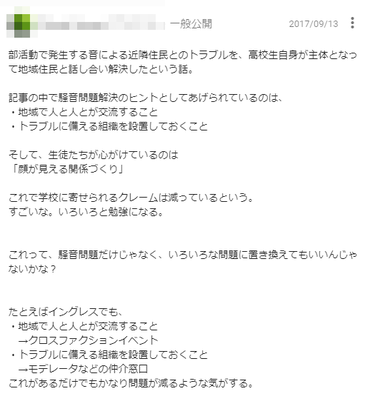 一般公開
2017/09/13
部活動で発生する音による近隣住民とのトラブルを、高校生自身が主体となっ
て地域住民と話し合い解決したという話。
記事の中で騒音問題解決のヒントとしてあげられているのは、
・地域で人と人とが交流すること
・トラブルに備える組織を設置しておくこと
そして、生徒たちが心がけているのは
「顔が見える関係づくり」
これで学校に寄せられるクレームは減っているという。
すごいな。いろいろと勉強になる。
これって、騒音問題だけじゃなく、いろいろな問題に置き換えてもいいんじゃ
ないかな？
たとえばイングレスでも、
・地域で人と人とが交流すること
→クロスファクションイベント
・トラブルに備える組織を設置しておくこと
→モデレータなどの仲介窓口
これがあるだけでもかなり問題が減るような気がする。